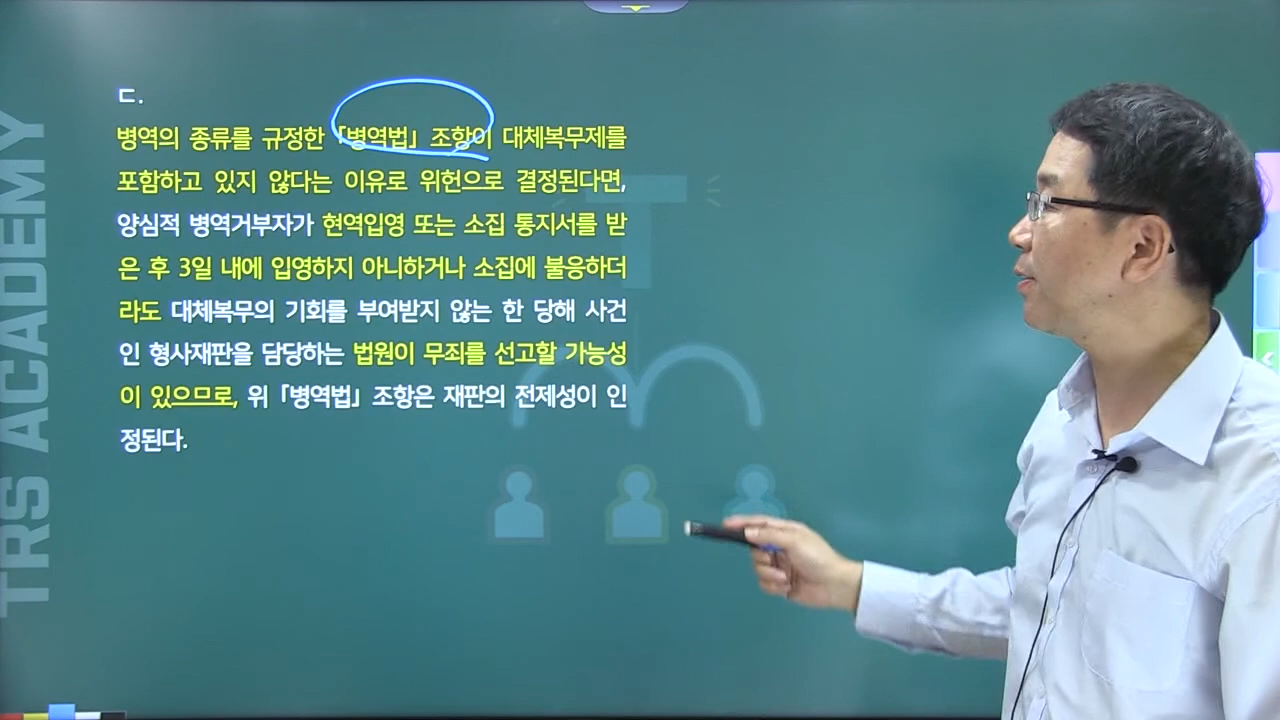 ㄷ.
병역의 종류를 규정한 「병역법」 조항이 대체복무제를
포함하고 있지 않다는 이유로 위헌으로 결정된다면,
양심적 병역거부자가 현역입영 또는 소집 통지서를 받
은 후 3일 내에 입영하지 아니하거나 소집에 불응하더
라도 대체복무의 기회를 부여받지 않는 한 당해 사건
인 형사재판을 담당하는 법원이 무죄를 선고할 가능성
이 있으므로, 위 「병역법」 조항은 재판의 전제성이 인
정된다.
TRS ACADEMY